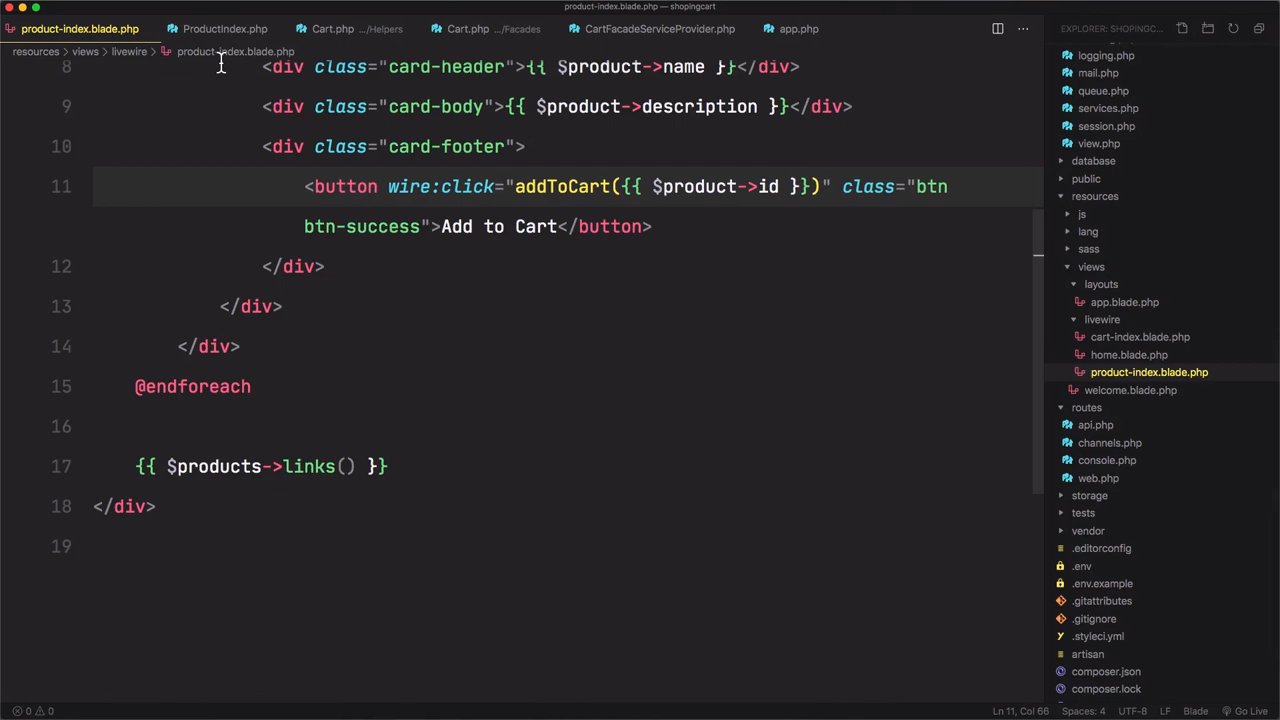 product-index.blade.php — shopingcart
product-index.blade.php
ProductIndex.php
Cart.php .../Helpers
Cart.php .../Facades
CartFacadeServiceProvider.php
app.php
EXPLORER: SHOPINGC...
resources > views > livewire > product-index.blade.php
8 <div class="card-header">{{ $product->name }}</div>
9 <div class="card-body">{{ $product->description }}</div>
10 <div class="card-footer">
11 <button wire:click="addToCart({{ $product->id }})" class="btn
btn-success">Add to Cart</button>
12 </div>
13 </div>
14 </div>
15 @endforeach
16
17 {{ $products->links() }}
18 </div>
19
logging.php
mail.php
queue.php
services.php
session.php
view.php
database
public
resources
js
lang
sass
views
layouts
app.blade.php
livewire
cart-index.blade.php
home.blade.php
product-index.blade.php
welcome.blade.php
routes
api.php
channels.php
console.php
web.php
storage
tests
vendor
.editorconfig
.env
.env.example
.gitattributes
.gitignore
.styleci.yml
artisan
composer.json
composer.lock
0 0
Ln 11, Col 66 Spaces: 4 UTF-8 LF Blade Go Live